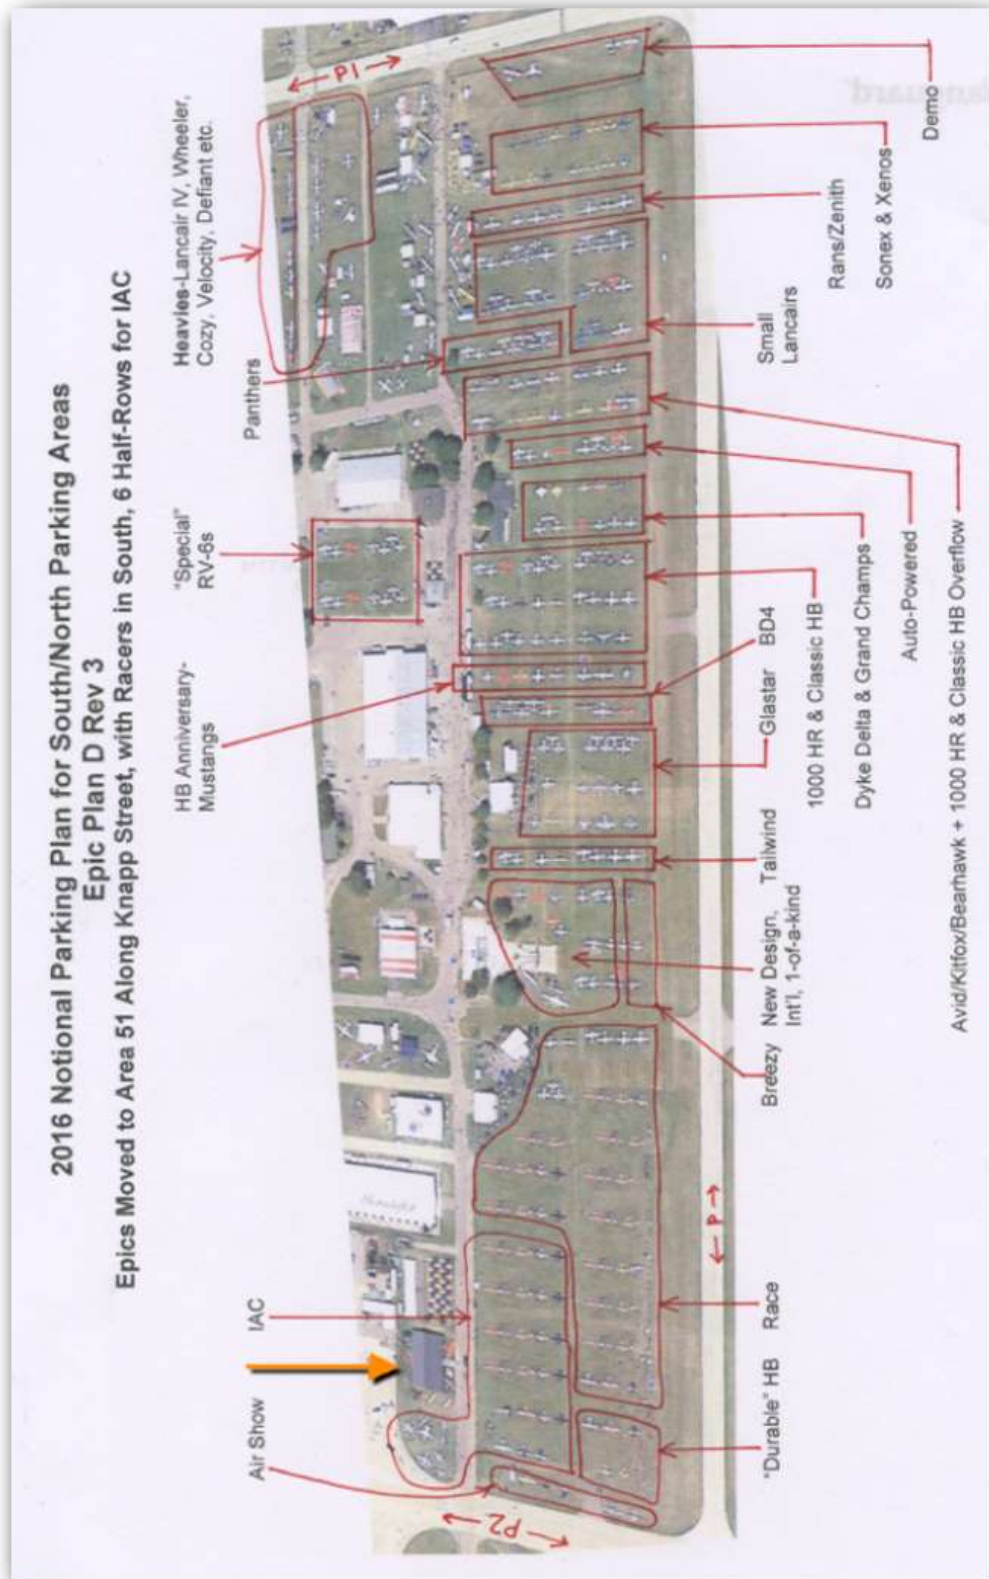 2016 Notional Parking Plan for South/North Parking Areas
Epic Plan D Rev 3
Epics Moved to Area 51 Along Knapp Street, with Racers in South, 6 Half-Rows for IAC
Air Show
IAC
HB Anniversary-
Mustangs
"Special"
RV-6s
Panthers
Heavies-Lancair IV, Wheeler,
Cozy, Velocity, Defiant etc.
P2
P1
P
"Durable" HB
Race
Breezy
New Design,
Int'l, 1-of-a-kind
Tailwind
Glastar
BD4
1000 HR & Classic HB
Dyke Delta & Grand Champs
Auto-Powered
Avid/Kitfox/Bearhawk + 1000 HR & Classic HB Overflow
Small
Lancairs
Rans/Zenith
Sonex & Xenos
Demo